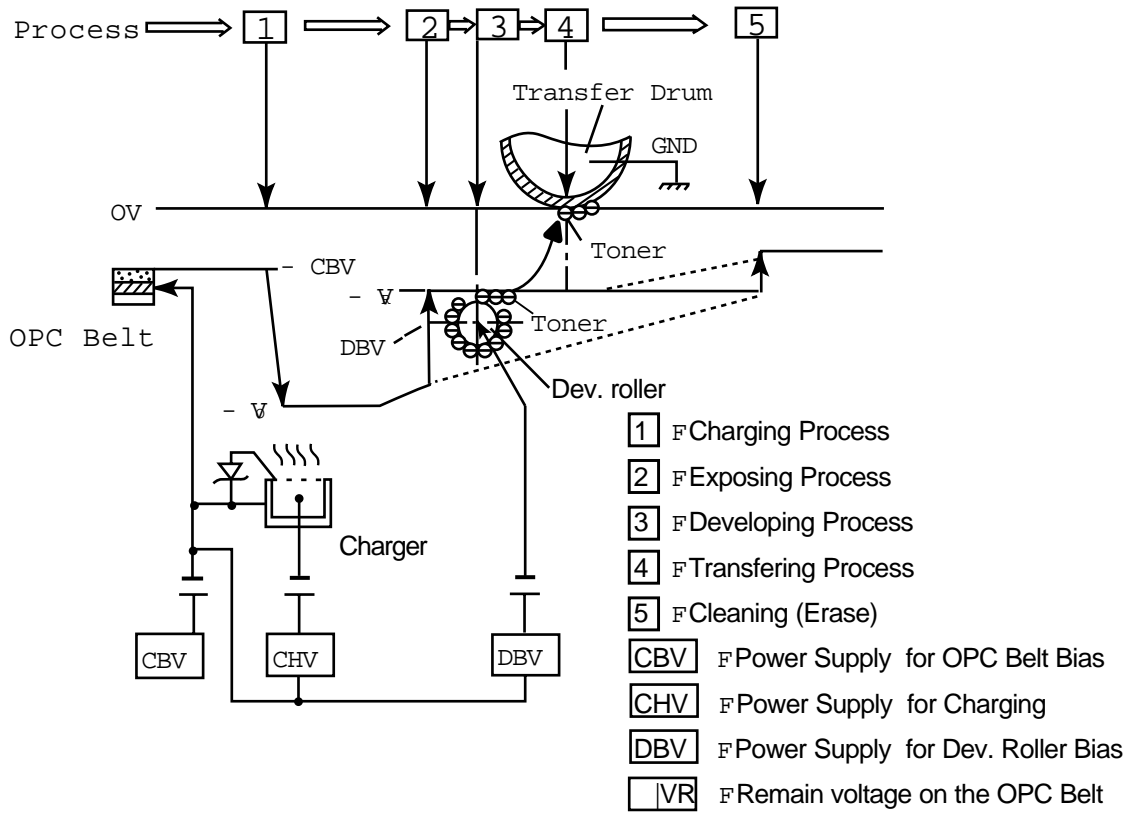 Process 1 2 3 4 5
Transfer Drum
GND
OV
Toner
- CBV
- V
Toner
OPC Belt
DBV
Dev. roller
- V
1 FCharging Process
2 FExposing Process
3 FDeveloping Process
Charger
4 FTransfering Process
5 FCleaning (Erase)
CBV CHV DBV
CBV FPower Supply for OPC Belt Bias
CHV FPower Supply for Charging
DBV FPower Supply for Dev. Roller Bias
|VR FRemain voltage on the OPC Belt